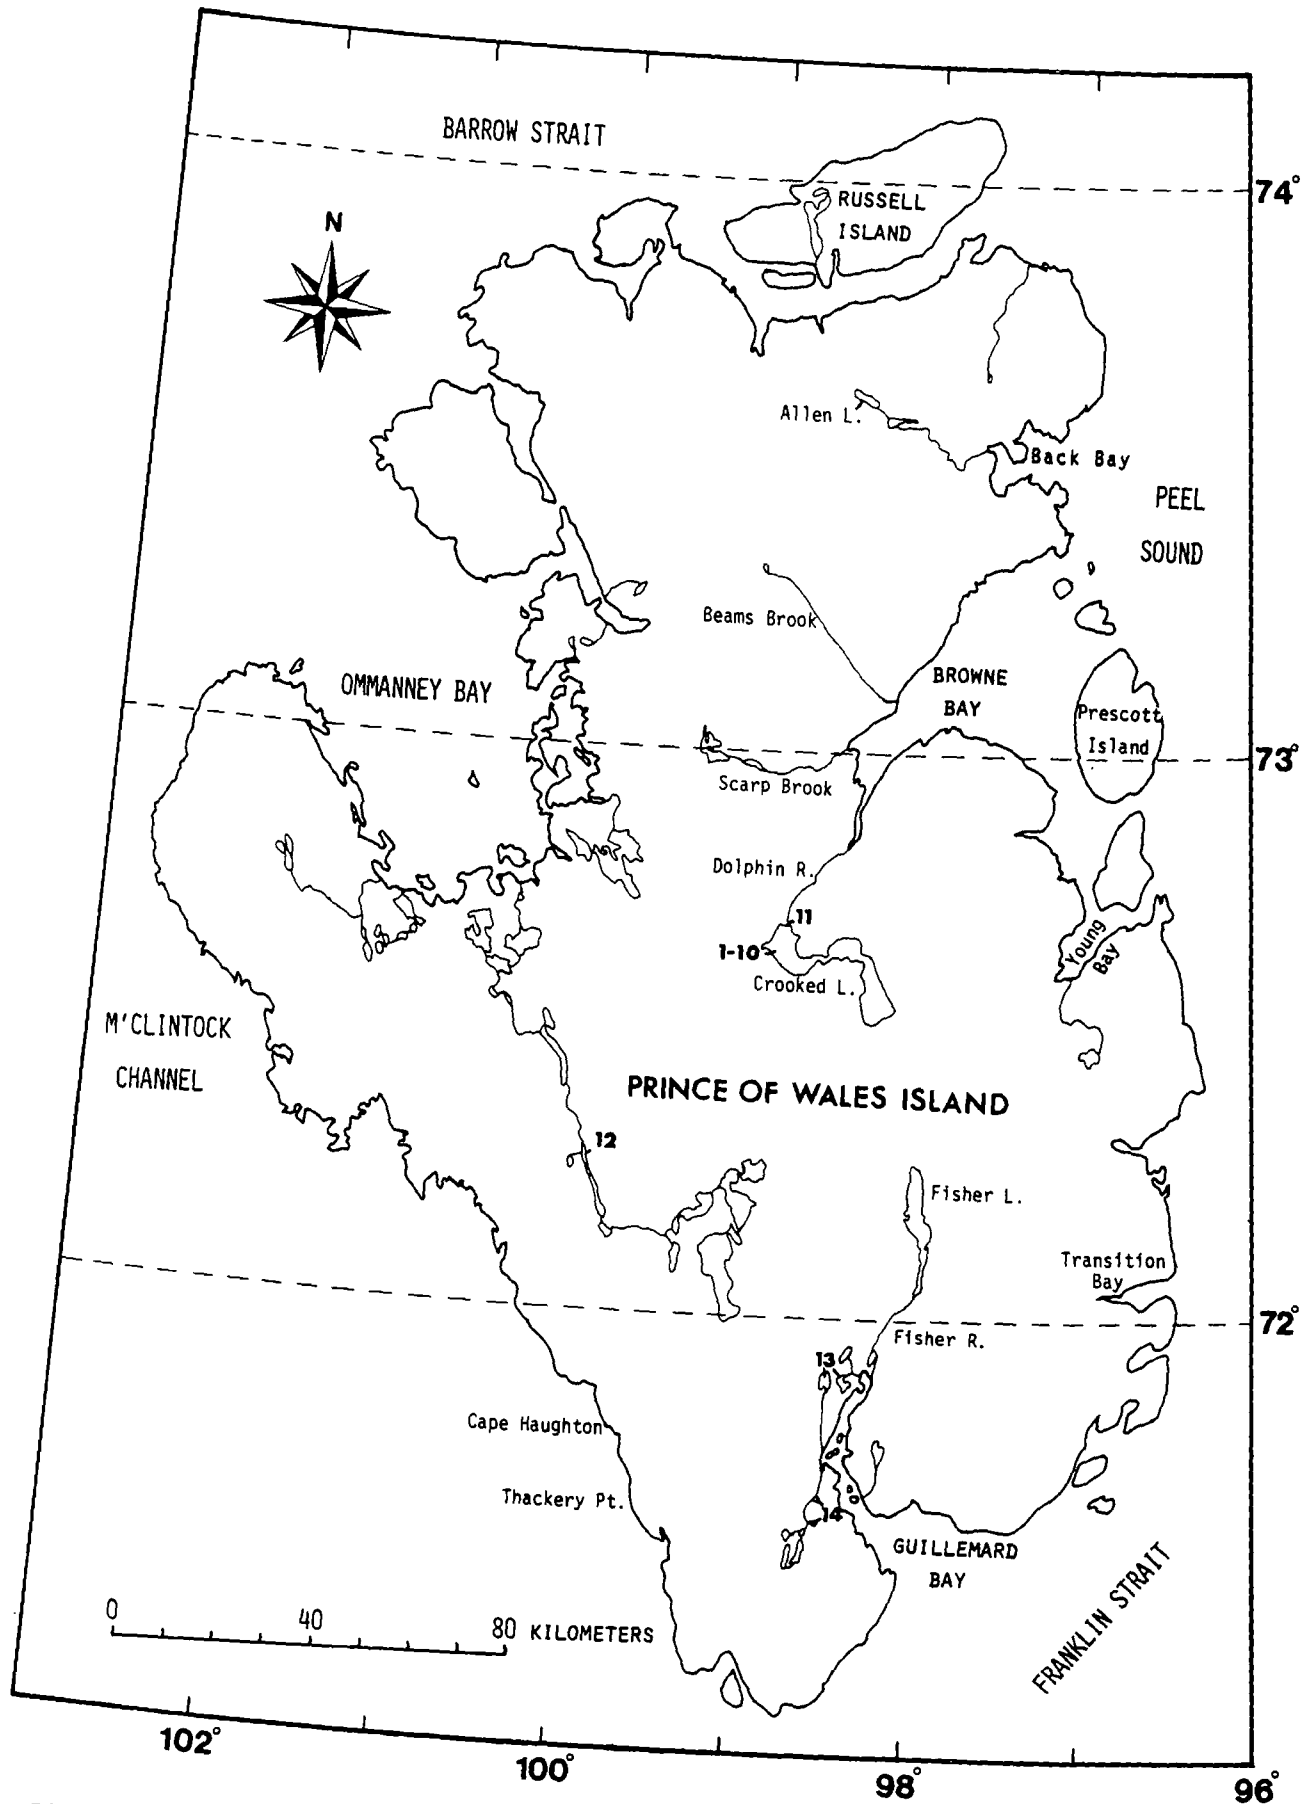 BARROW STRAIT
74°
RUSSELL
ISLAND
N
Allen L.
Back Bay
PEEL
SOUND
Beams Brook
BROWNE
BAY
OMMANNEY BAY
Prescott
Island
73°
Scarp Brook
Dolphin R.
11
1-10
Young
Bay
Crooked L.
M'CLINTOCK
CHANNEL
PRINCE OF WALES ISLAND
12
Fisher L.
Transition
Bay
72°
Fisher R.
13
Cape Haughton
Thackery Pt.
14
GUILLEMARD
BAY
FRANKLIN STRAIT
0 40 80 KILOMETERS
102° 100° 98° 96°